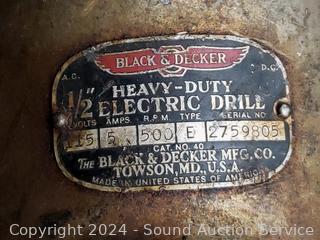 BLACK & DECKER
A.C. D.C.
1/2" HEAVY-DUTY
ELECTRIC DRILL
VOLTS AMPS. R.P.M. TYPE SERIAL NO
115 5 500 E 2759805
CAT. NO. 40
THE BLACK & DECKER MFG. CO.
TOWSON, MD., U.S.A.
MADE IN UNITED STATES OF AMERICA
Copyright 2024 - Sound Auction Service